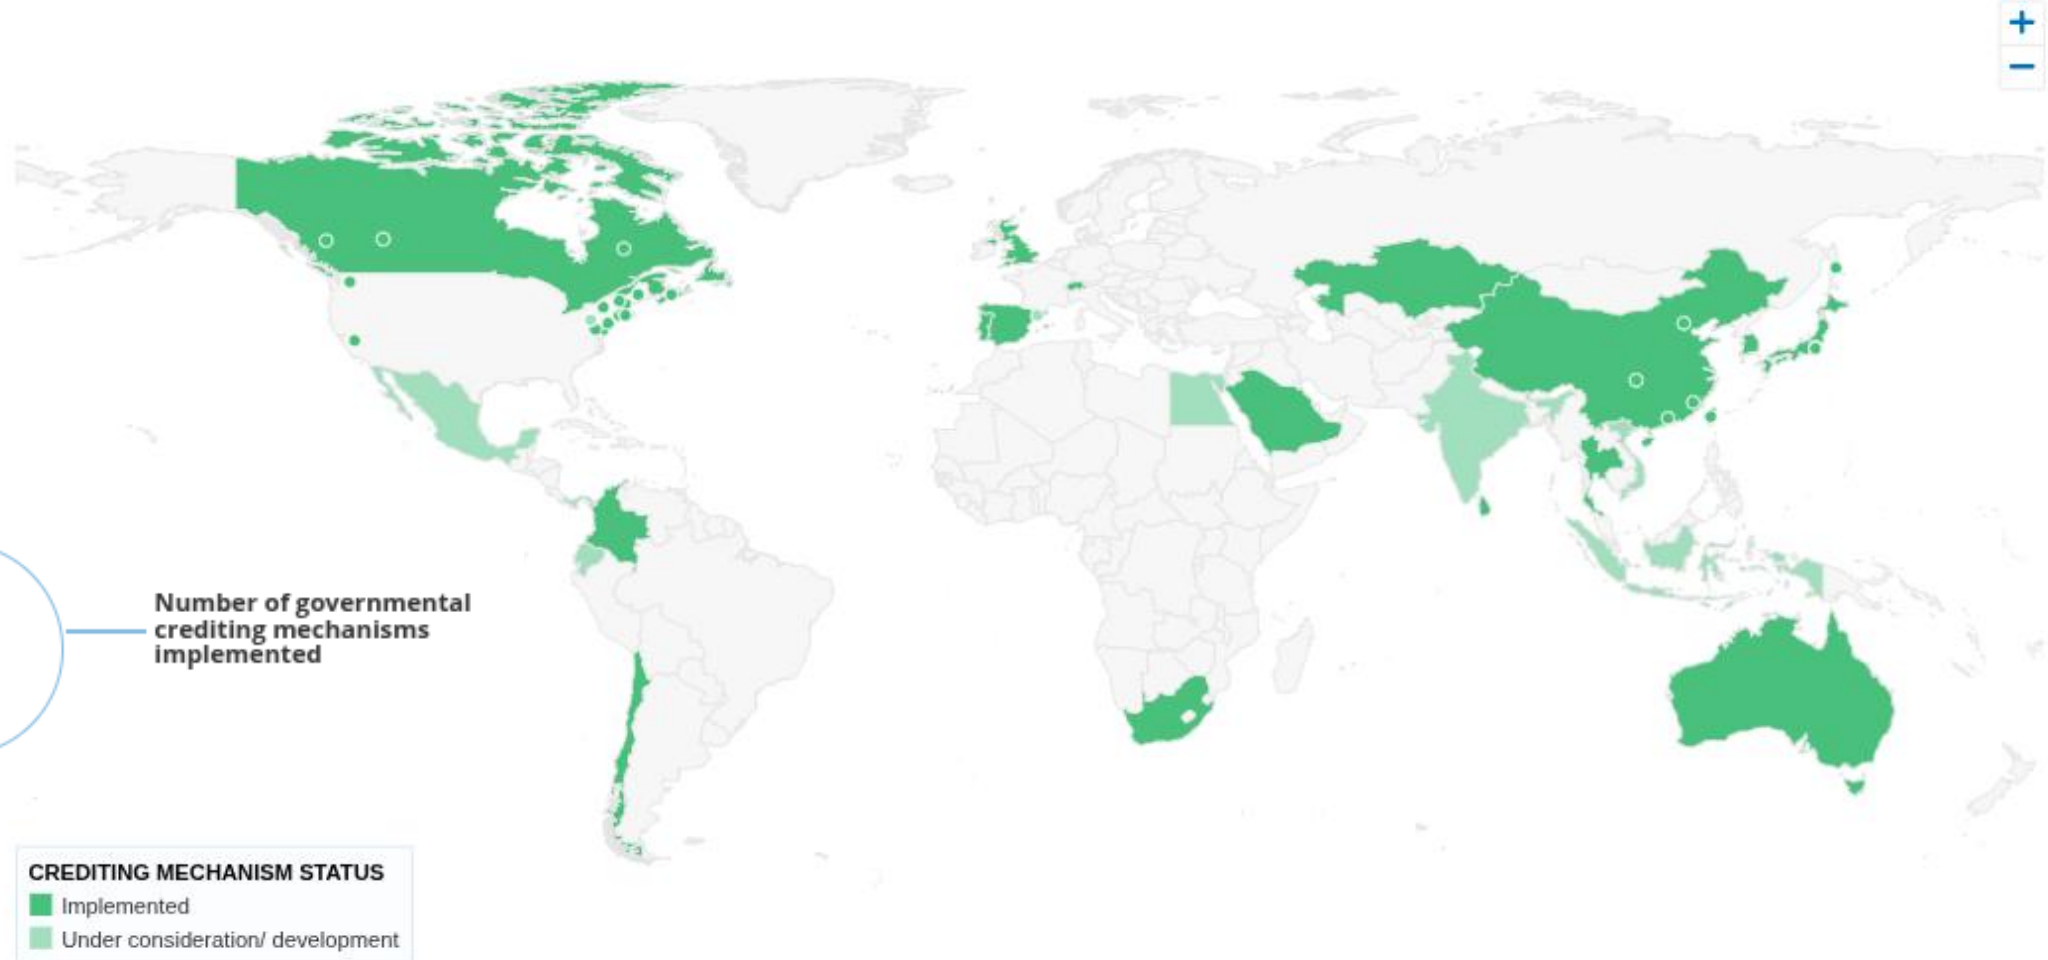 +
−
Number of governmental
crediting mechanisms
implemented
CREDITING MECHANISM STATUS
Implemented
Under consideration/ development